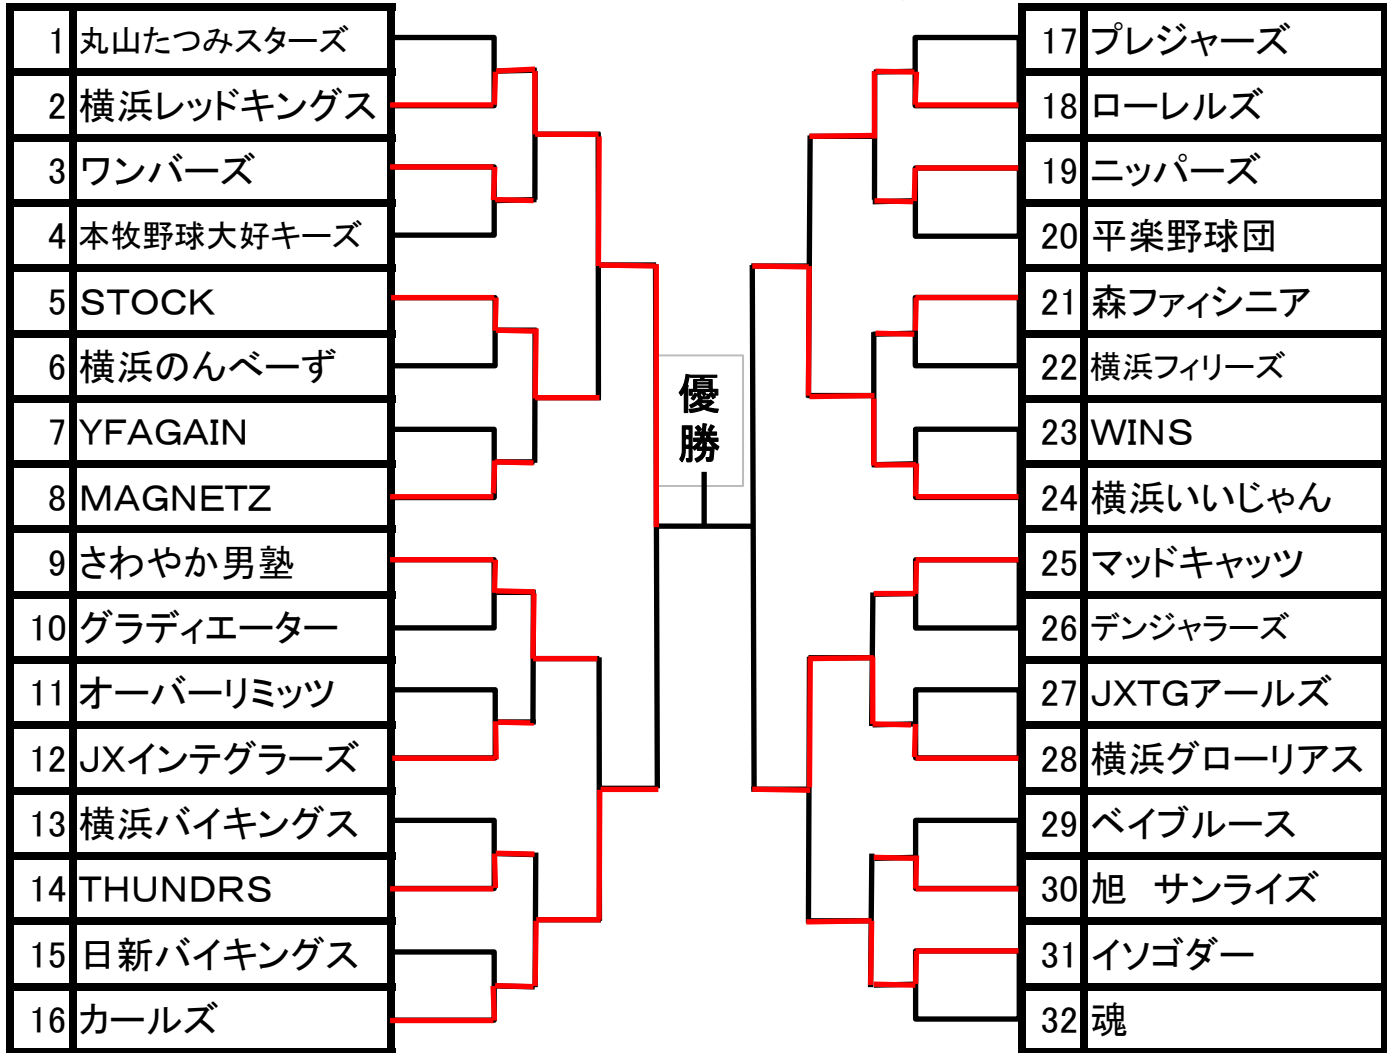 1 丸山たつみスターズ
2 横浜レッドキングス
3 ワンバーズ
4 本牧野球大好キーズ
5 STOCK
6 横浜のんべーず
7 YFAGAIN
8 MAGNETZ
9 さわやか男塾
10 グラディエーター
11 オーバーリミッツ
12 JXインテグラーズ
13 横浜バイキングス
14 THUNDRS
15 日新バイキングス
16 カールズ
優
勝
17 プレジャーズ
18 ローレルズ
19 ニッパーズ
20 平楽野球団
21 森ファィシニア
22 横浜フィリーズ
23 WINS
24 横浜いいじゃん
25 マッドキャッツ
26 デンジャラーズ
27 JXTGアールズ
28 横浜グローリアス
29 ベイブルース
30 旭　サンライズ
31 イソゴダー
32 魂